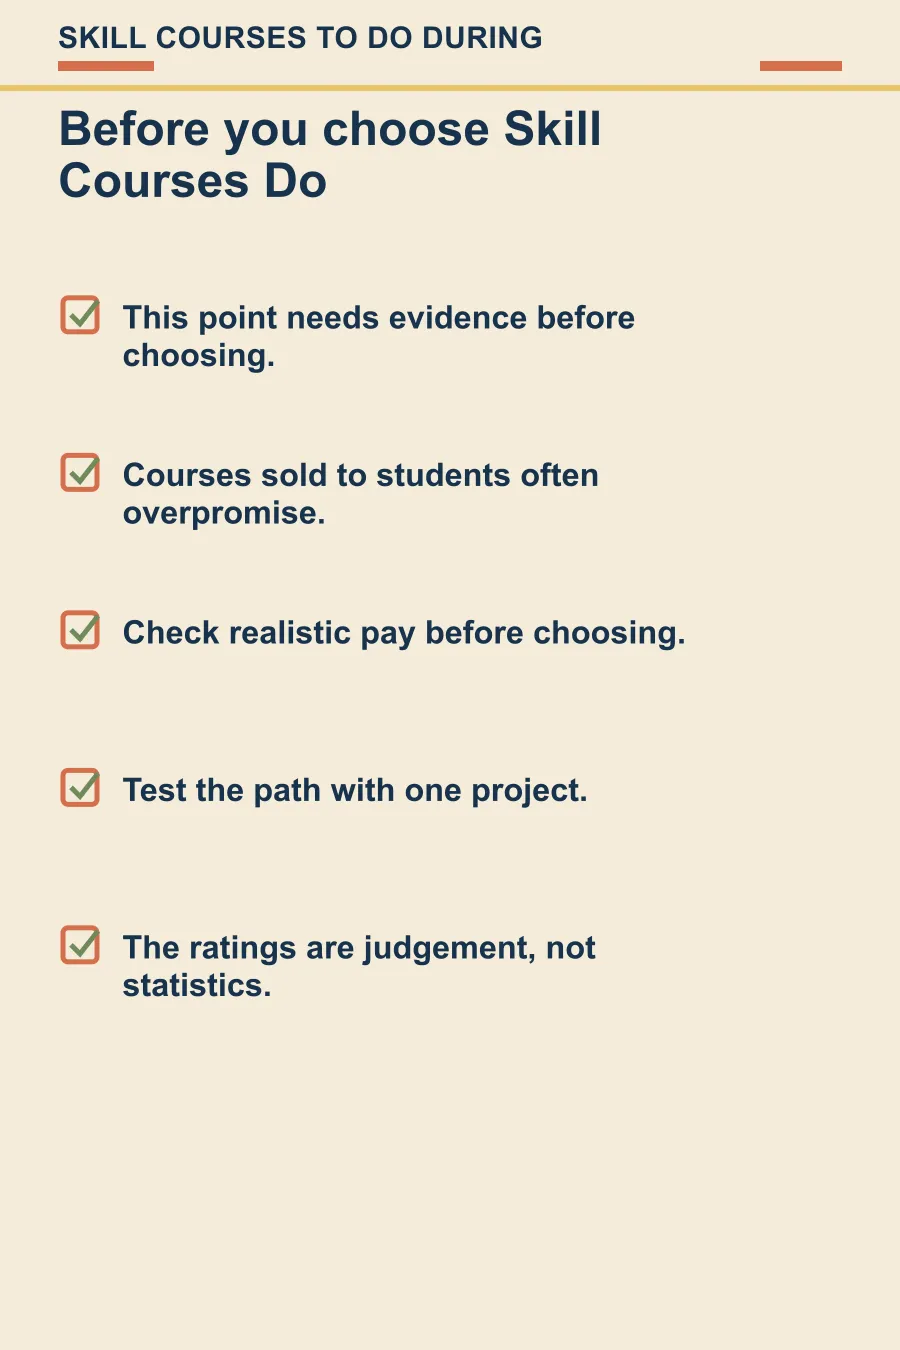 SKILL COURSES TO DO DURING
Before you choose Skill
Courses Do
This point needs evidence before
choosing.
Courses sold to students often
overpromise.
Check realistic pay before choosing.
Test the path with one project.
The ratings are judgement, not
statistics.